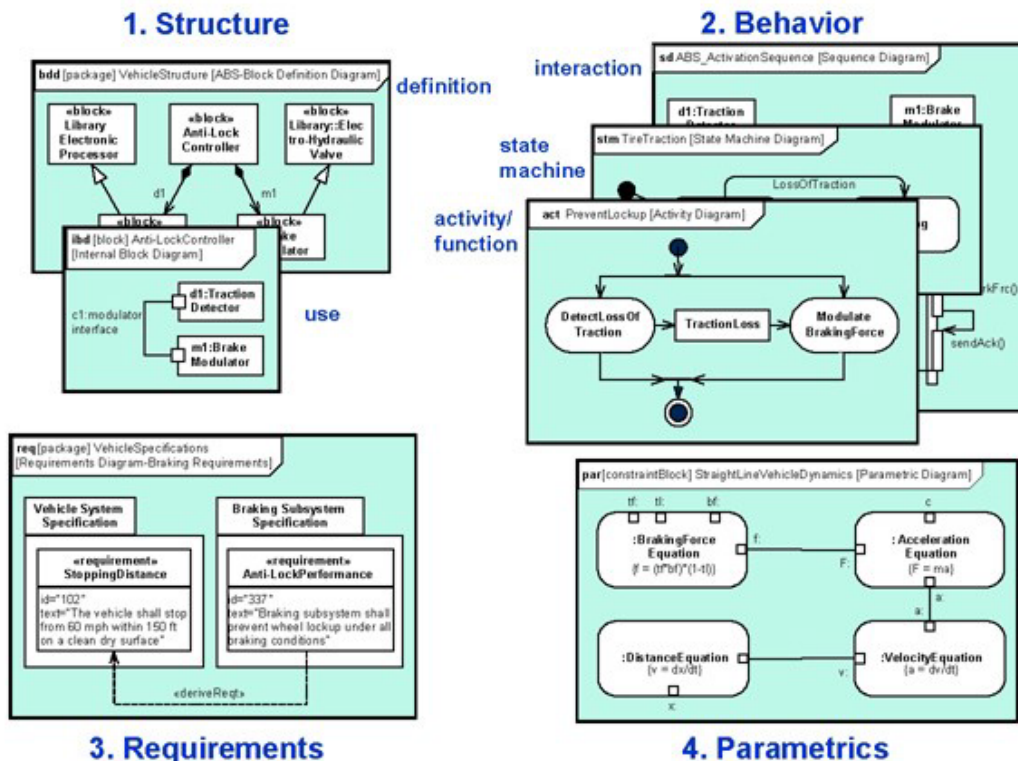 1. Structure
bdd [package] VehicleStructure [ABS-Block Definition Diagram]
definition
«block»
Library
Electronic
Processor
«block»
Anti-Lock
Controller
«block»
Library::Elec
tro-Hydraulic
Valve
d1
m1
«block»
«block»
ibd [block] Anti-LockController
[Internal Block Diagram]
use
d1:Traction
Detector
c1:modulator
interface
m1:Brake
Modulator
2. Behavior
interaction
sd ABS_ActivationSequence [Sequence Diagram]
d1:Traction
Detector
m1:Brake
Modulator
state
machine
stm TireTraction [State Machine Diagram]
LossOfTraction
activity/
function
act PreventLockup [Activity Diagram]
DetectLossOf
Traction
TractionLoss
Modulate
BrakingForce
sendAck()
req [package] VehicleSpecifications
[Requirements Diagram-Braking Requirements]
Vehicle System
Specification
«requirement»
StoppingDistance
id="102"
text="The vehicle shall stop
from 60 mph within 150 ft
on a clean dry surface"
Braking Subsystem
Specification
«requirement»
Anti-LockPerformance
id="337"
text="Braking subsystem shall
prevent wheel lockup under all
braking conditions"
«deriveReqt»
3. Requirements
par [constraintBlock] StraightLineVehicleDynamics [Parametric Diagram]
tf:
tl:
bf:
:BrakingForce
Equation
{f = (tf*bf)*(1-tl)}
f:
F:
c
:Acceleration
Equation
{F = ma}
a:
a:
:DistanceEquation
{v = dx/dt}
x:
v:
:VelocityEquation
{a = dv/dt}
4. Parametrics